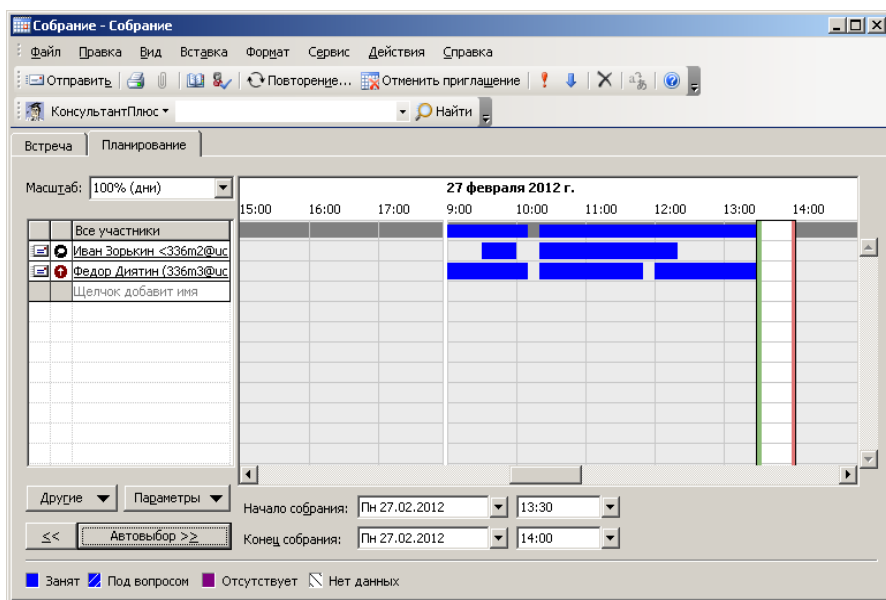 Собрание - Собрание
Файл Правка Вид Вставка Формат Сервис Действия Справка
Отправить Повторение... Отменить приглашение
КонсультантПлюс Найти
Встреча Планирование
Масштаб: 100% (дни)
27 февраля 2012 г.
15:00 16:00 17:00 9:00 10:00 11:00 12:00 13:00 14:00
Все участники
Иван Зорькин <336m2@uc
Федор Диятин (336m3@uc
Щелчок добавит имя
Другие Параметры
Начало собрания: Пн 27.02.2012 13:30
<< Автовыбор >>
Конец собрания: Пн 27.02.2012 14:00
Занят Под вопросом Отсутствует Нет данных